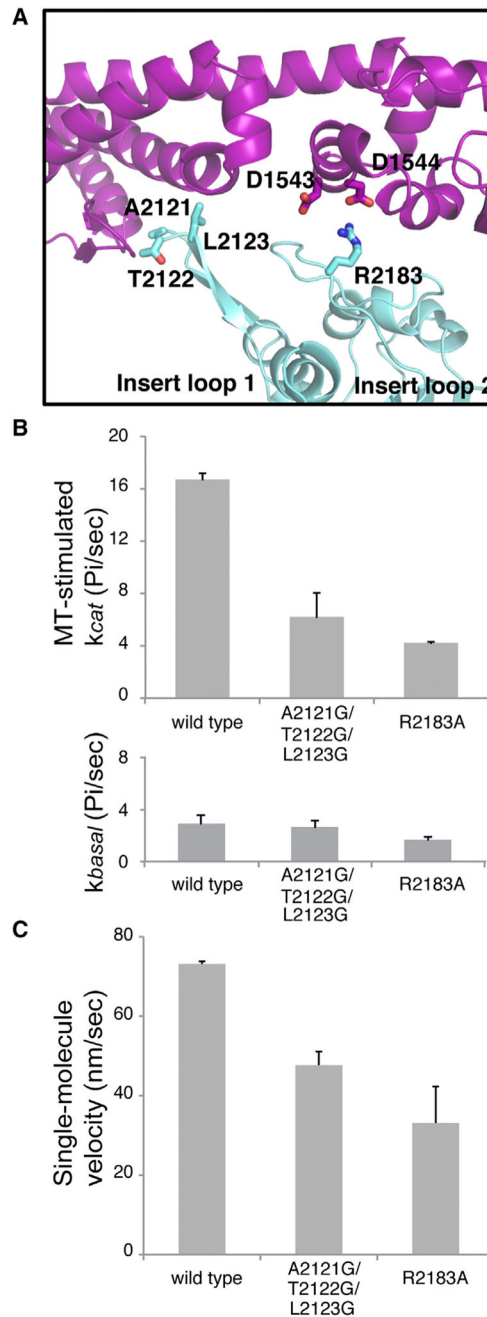 A
D1543
D1544
A2121
L2123
T2122
R2183
Insert loop 1
Insert loop 2
B
MT-stimulated
kcat (Pi/sec)
20
16
8
4
0
wild type
A2121G/
T2122G/
L2123G
R2183A
kbasal (Pi/sec)
8
4
0
wild type
A2121G/
T2122G/
L2123G
R2183A
C
Single-molecule
velocity (nm/sec)
80
60
40
20
0
wild type
A2121G/
T2122G/
L2123G
R2183A